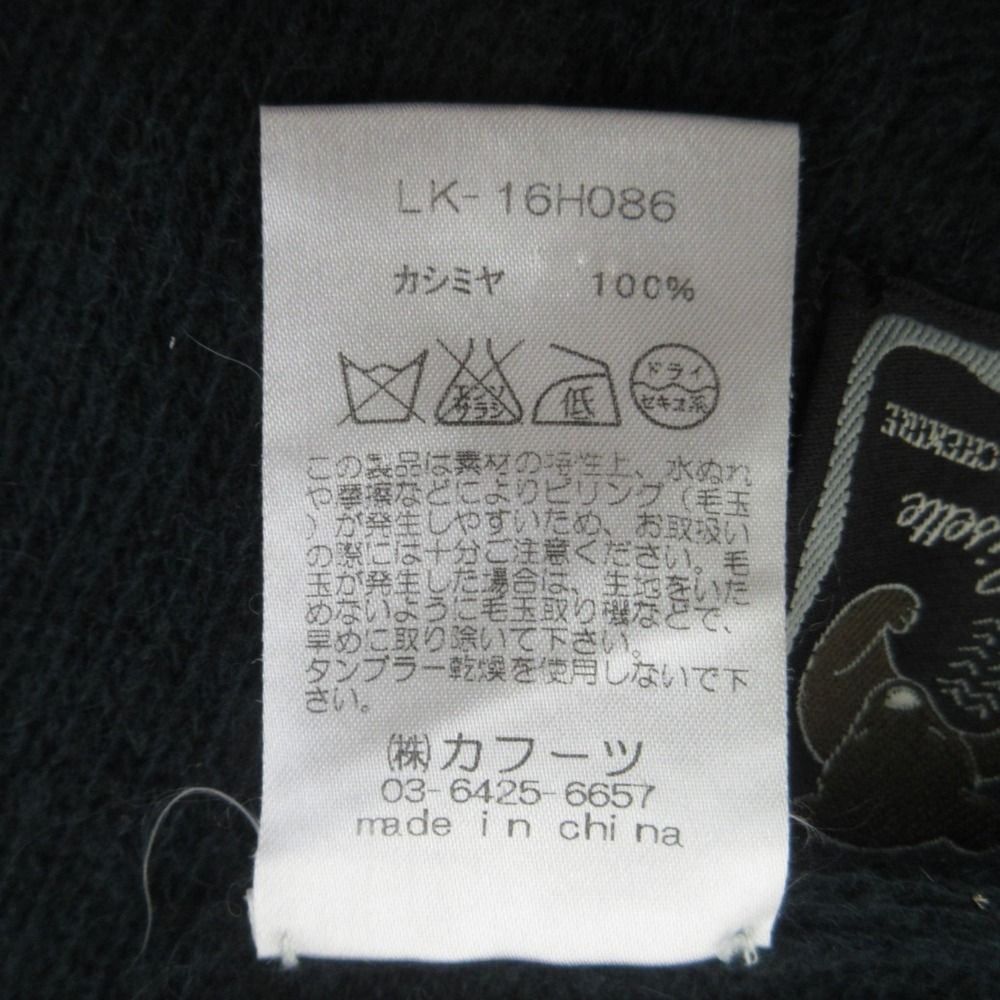 LK-16H086
カシミヤ 100%
エンソ
サラシ
低
ドライ
セキユ系
この製品は素材の特性上、水ぬれ
や摩擦などによりピリング（毛玉
）が発生しやすいため、お取扱い
の際には十分ご注意ください。毛
玉が発生した場合は、生地をいた
めないように毛玉取り機などで、
早めに取り除いて下さい。
タンブラー乾燥を使用しないで下
さい。
㈱カフーツ
03-6425-6657
made in china